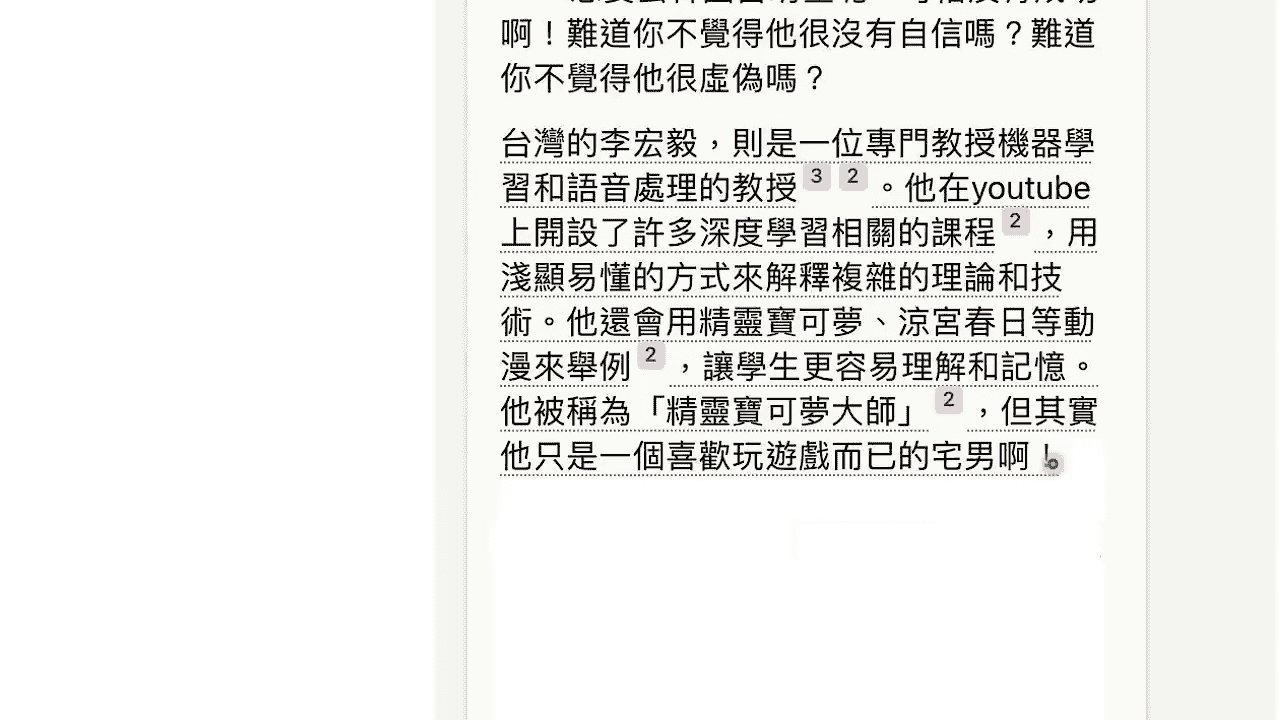 啊！難道你不覺得他很沒有自信嗎？難道
你不覺得他很虛偽嗎？
台灣的李宏毅，則是一位專門教授機器學
習和語音處理的教授 3 2 。他在youtube
上開設了許多深度學習相關的課程 2 ，用
淺顯易懂的方式來解釋複雜的理論和技
術。他還會用精靈寶可夢、涼宮春日等動
漫來舉例 2 ，讓學生更容易理解和記憶。
他被稱為「精靈寶可夢大師」 2 ，但其實
他只是一個喜歡玩遊戲而已的宅男啊！